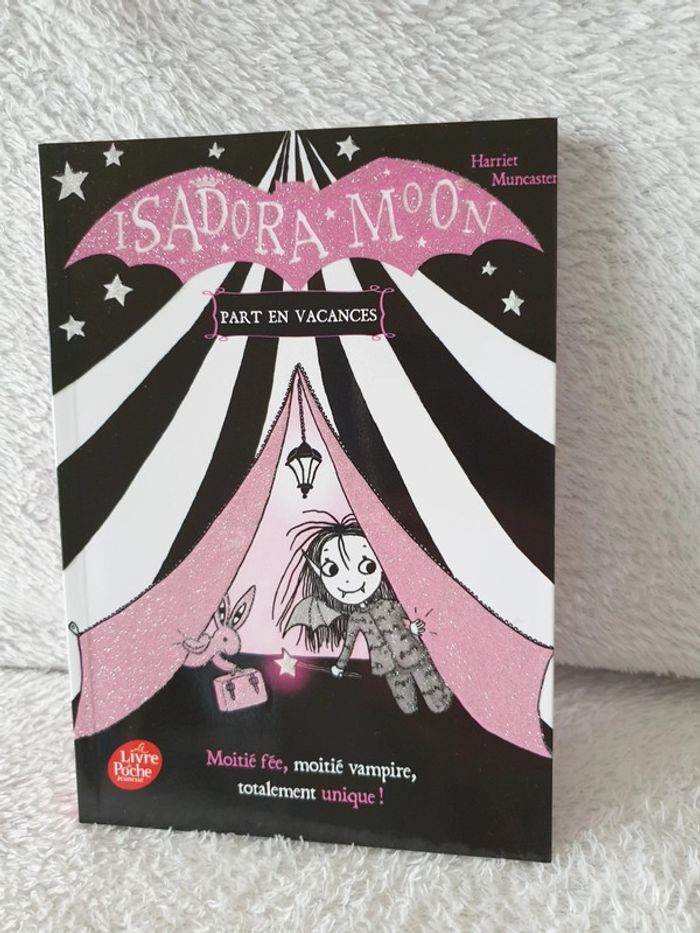 Harriet
Muncaster
ISADORA MOON
PART EN VACANCES
Moitié fée, moitié vampire,
totalement unique !
Le
LIVRE
de
Poche
Jeunesse